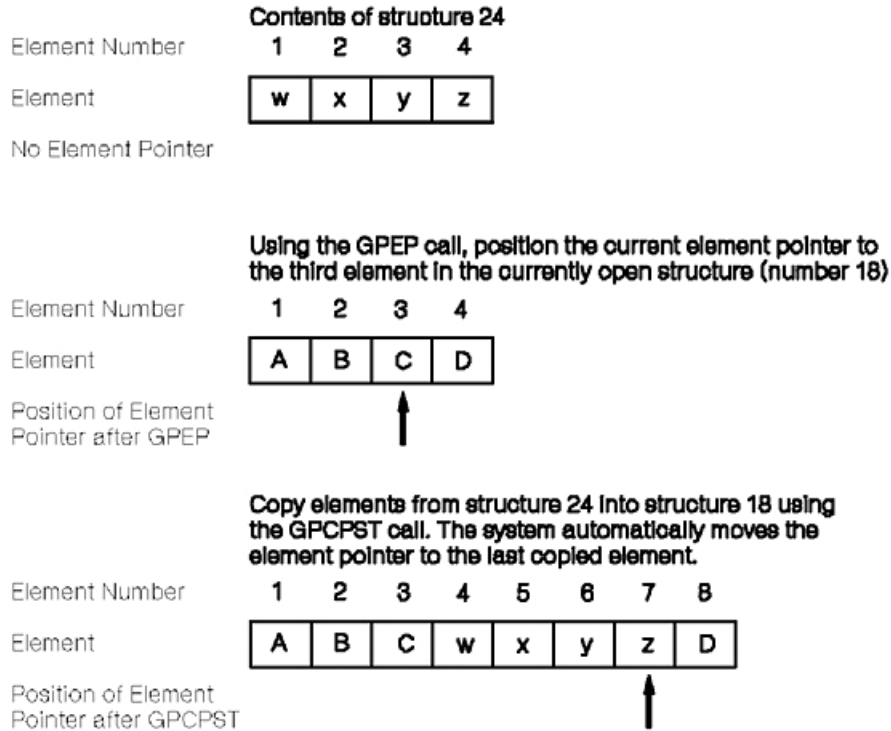 Contents of structure 24
Element Number 1 2 3 4
Element w x y z
No Element Pointer
Using the GPEP call, position the current element pointer to
the third element in the currently open structure (number 18)
Element Number 1 2 3 4
Element A B C D
Position of Element
Pointer after GPEP
Copy elements from structure 24 into structure 18 using
the GPCPST call. The system automatically moves the
element pointer to the last copied element.
Element Number 1 2 3 4 5 6 7 8
Element A B C w x y z D
Position of Element
Pointer after GPCPST